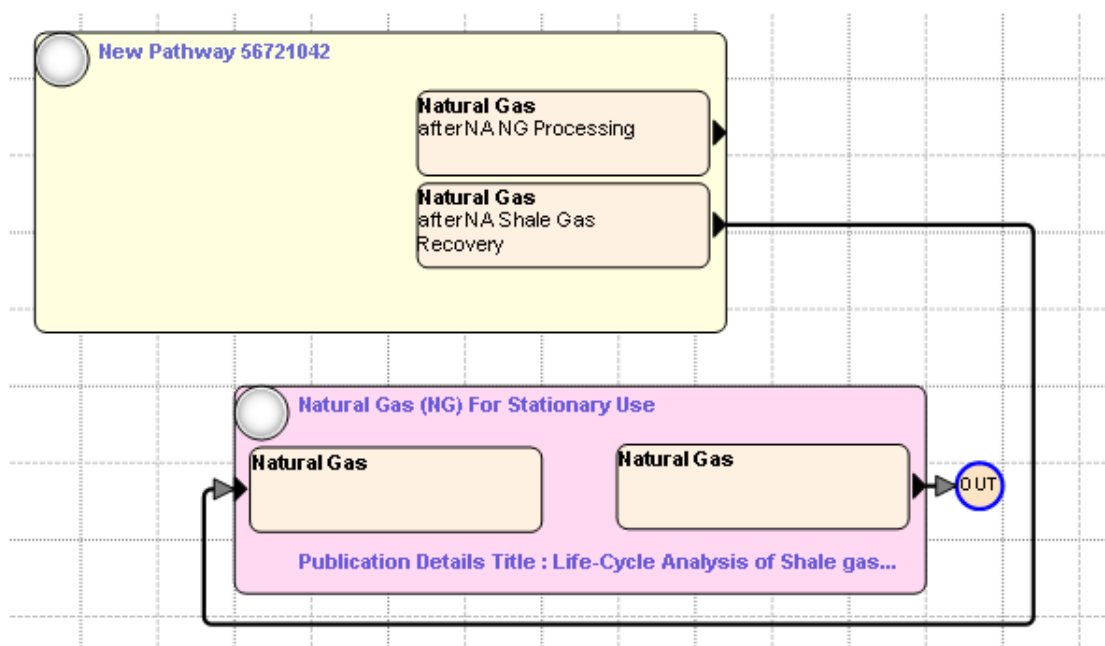 New Pathway 56721042
Natural Gas
afterNA NG Processing
Natural Gas
afterNA Shale Gas
Recovery
Natural Gas (NG) For Stationary Use
Natural Gas
Natural Gas
OUT
Publication Details Title : Life-Cycle Analysis of Shale gas...